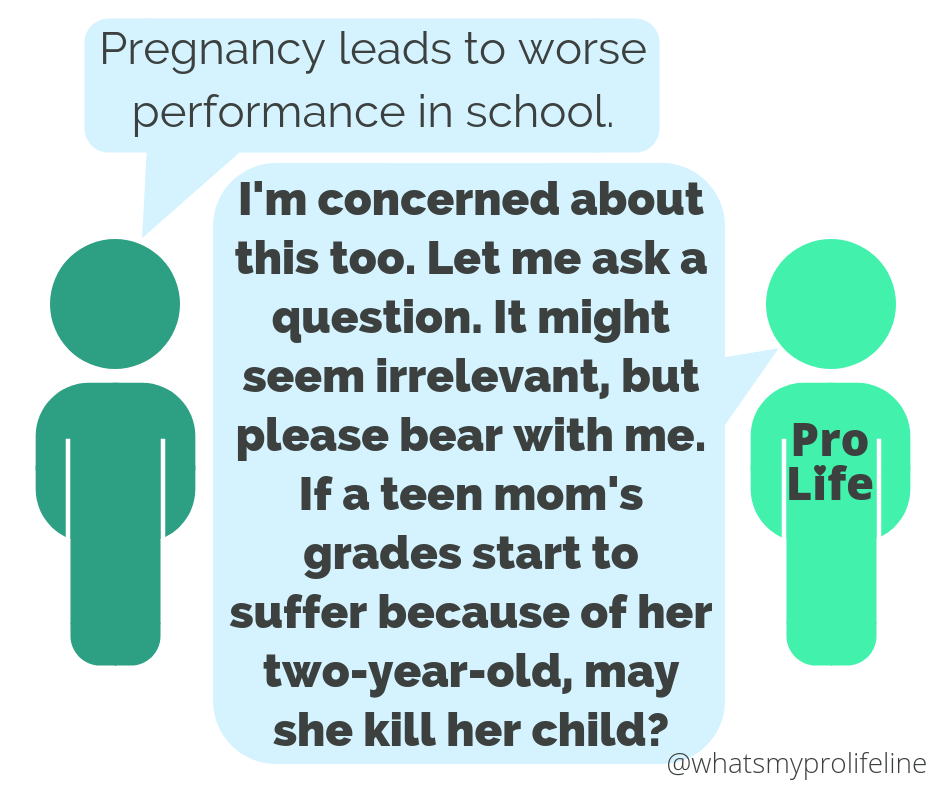 Pregnancy leads to worse
performance in school.
I'm concerned about
this too. Let me ask a
question. It might
seem irrelevant, but
please bear with me.
If a teen mom's
grades start to
suffer because of her
two-year-old, may
she kill her child?
Pro
Life
@whatsmyprolifeline